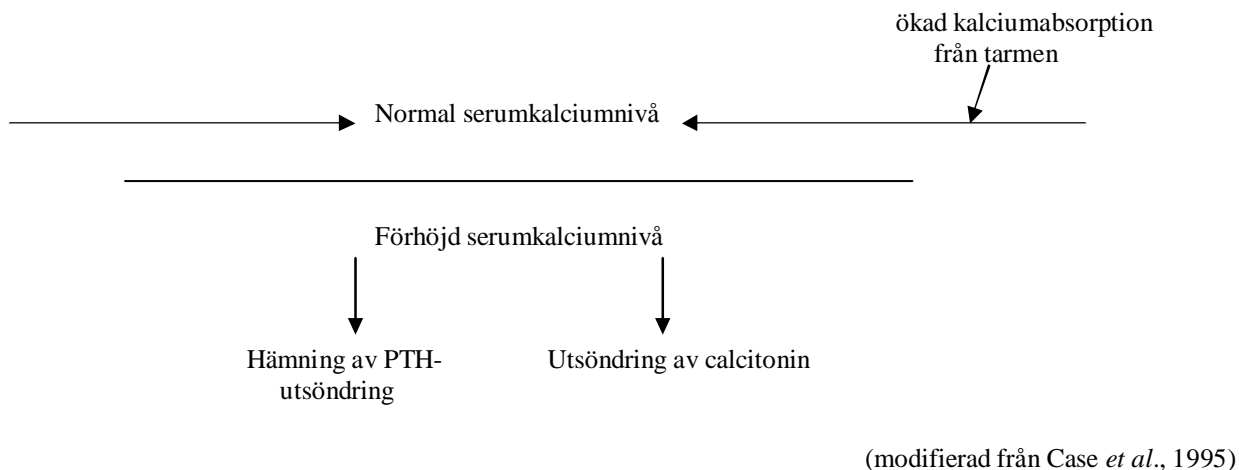 ökad kalciumabsorption
från tarmen
Normal serumkalciumnivå
Förhöjd serumkalciumnivå
Hämning av PTH-
utsöndring
Utsöndring av calcitonin
(modifierad från Case et al., 1995)